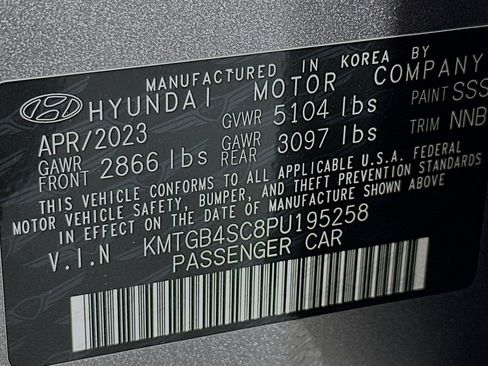 MANUFACTURED IN KOREA BY
HYUNDAI MOTOR COMPANY
APR/2023 GVWR 5104 lbs PAINT SSS
GAWR FRONT 2866 lbs GAWR REAR 3097 lbs TRIM NNB
THIS VEHICLE CONFORMS TO ALL APPLICABLE U.S.A. FEDERAL
MOTOR VEHICLE SAFETY, BUMPER, AND THEFT PREVENTION STANDARDS
IN EFFECT ON THE DATE OF MANUFACTURE SHOWN ABOVE.
V.I.N KMTGB4SC8PU195258
PASSENGER CAR